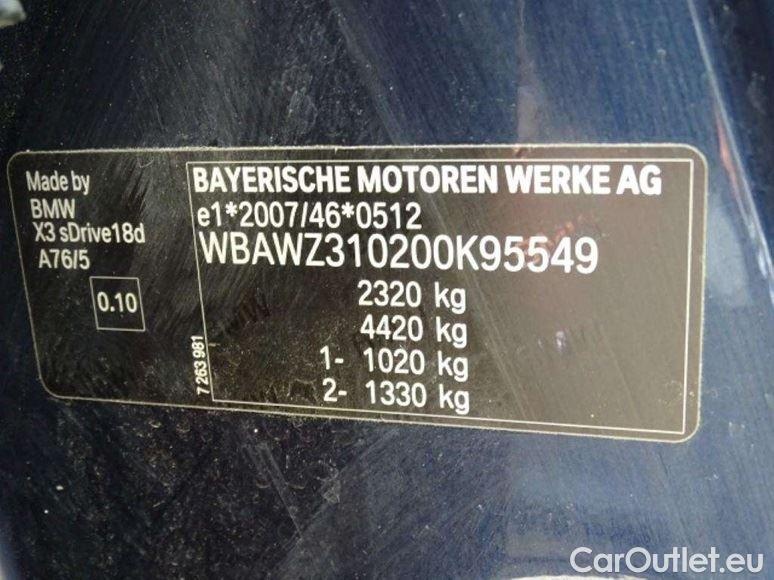 Made by
BMW
X3 sDrive18d
A76/5
0.10
7 263 981
BAYERISCHE MOTOREN WERKE AG
e1*2007/46*0512
WBAWZ310200K95549
2320 kg
4420 kg
1- 1020 kg
2- 1330 kg
CarOutlet.eu